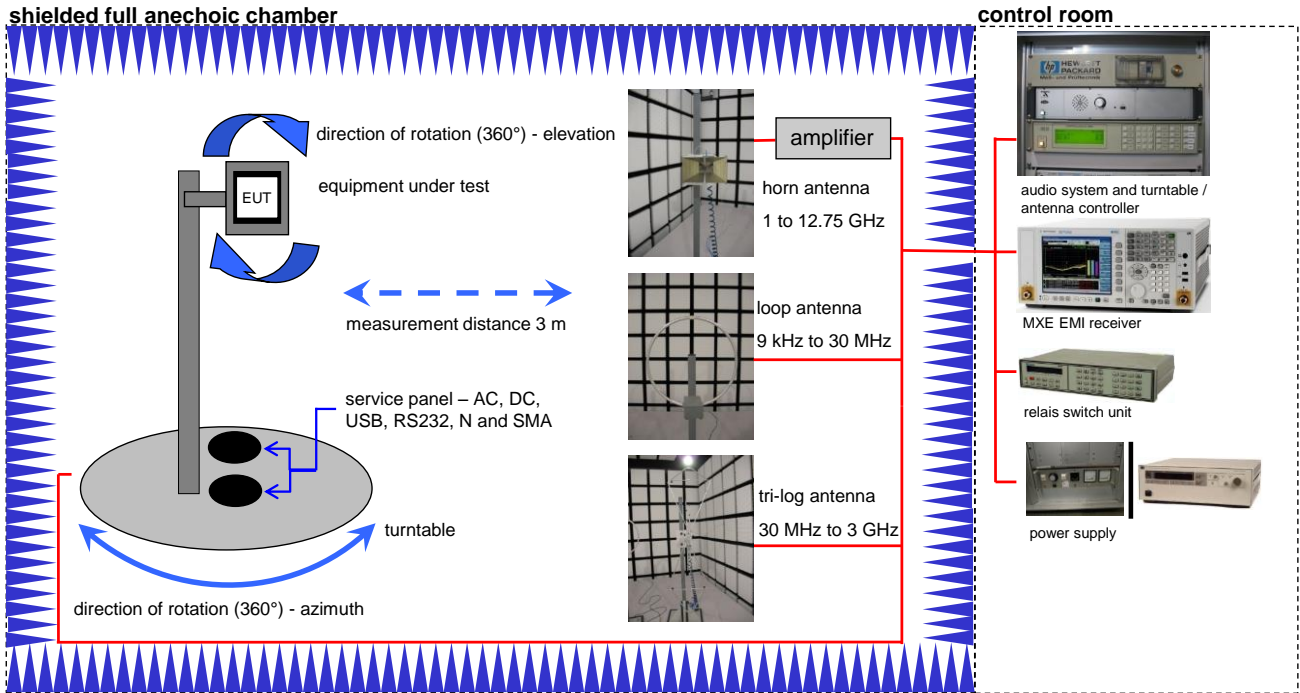 shielded full anechoic chamber
control room
direction of rotation (360°) - elevation
equipment under test
EUT
measurement distance 3 m
service panel – AC, DC,
USB, RS232, N and SMA
turntable
direction of rotation (360°) - azimuth
amplifier
horn antenna
1 to 12.75 GHz
loop antenna
9 kHz to 30 MHz
tri-log antenna
30 MHz to 3 GHz
hp HEWLETT
PACKARD
audio system and turntable /
antenna controller
MXE EMI receiver
relais switch unit
power supply